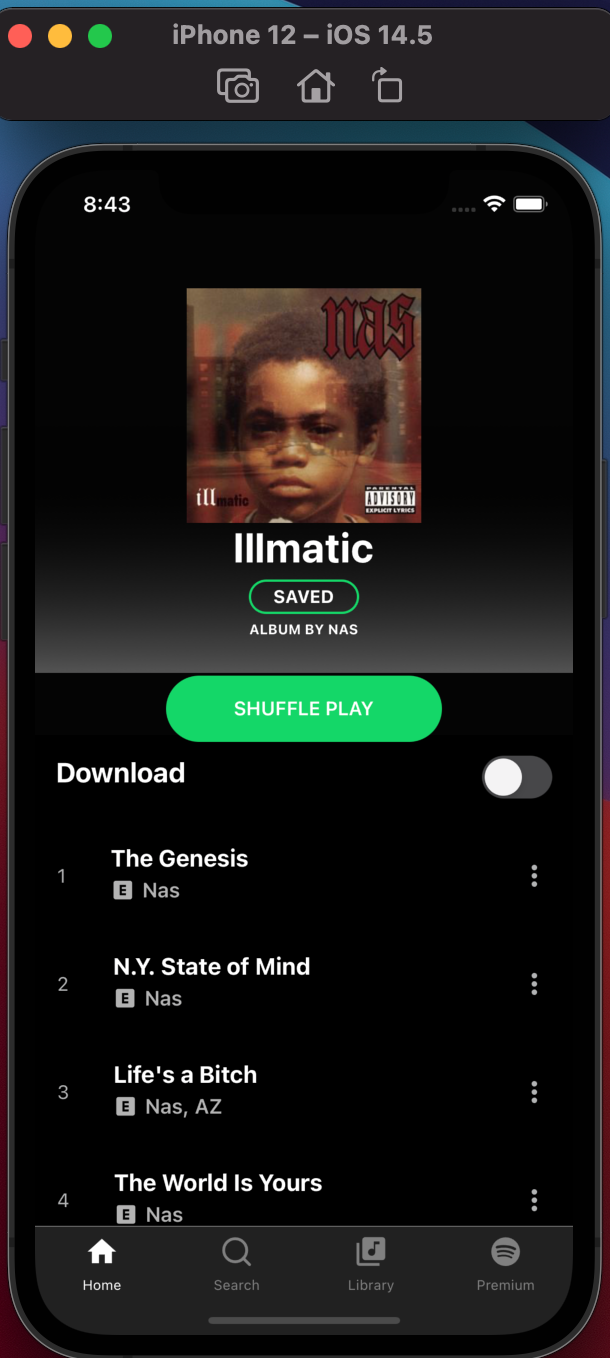 iPhone 12 – iOS 14.5
8:43
nas
illmatic
PARENTAL
ADVISORY
EXPLICIT LYRICS
Illmatic
SAVED
ALBUM BY NAS
SHUFFLE PLAY
Download
1
The Genesis
E Nas
2
N.Y. State of Mind
E Nas
3
Life's a Bitch
E Nas, AZ
4
The World Is Yours
E Nas
Home Search Library Premium